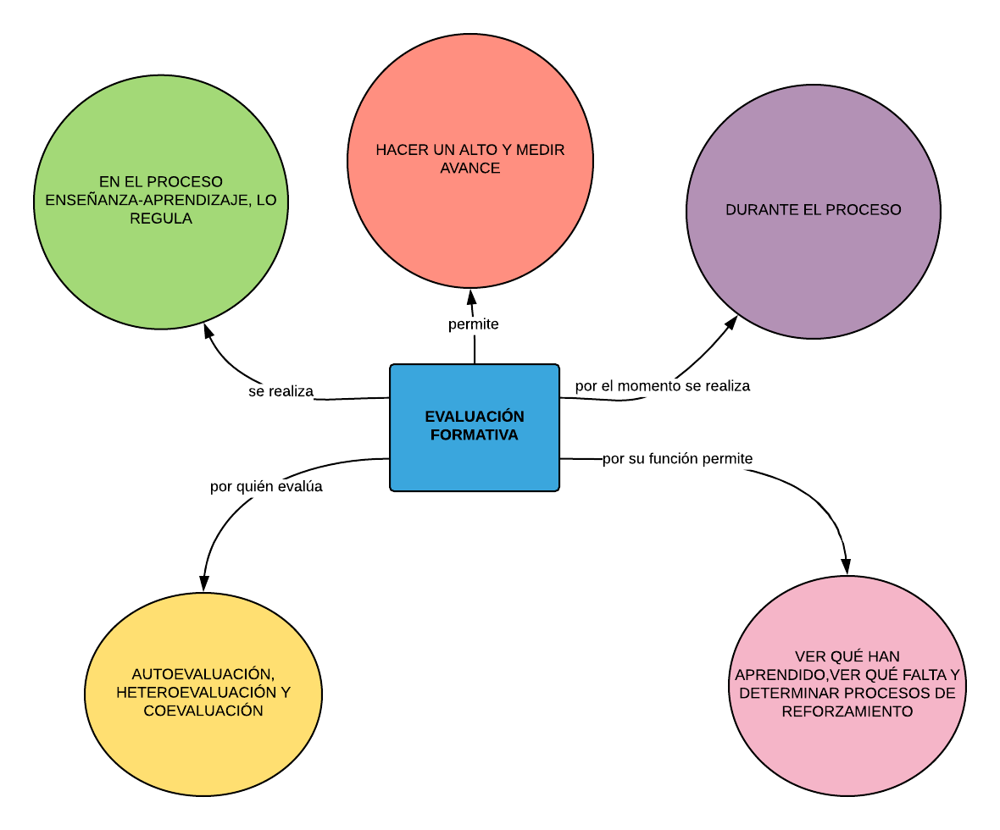 HACER UN ALTO Y MEDIR
AVANCE
EN EL PROCESO
ENSEÑANZA-APRENDIZAJE, LO
REGULA
DURANTE EL PROCESO
permite
se realiza
por el momento se realiza
EVALUACIÓN
FORMATIVA
por su función permite
por quién evalúa
AUTOEVALUACIÓN,
HETEROEVALUACIÓN Y
COEVALUACIÓN
VER QUÉ HAN
APRENDIDO,VER QUÉ FALTA Y
DETERMINAR PROCESOS DE
REFORZAMIENTO